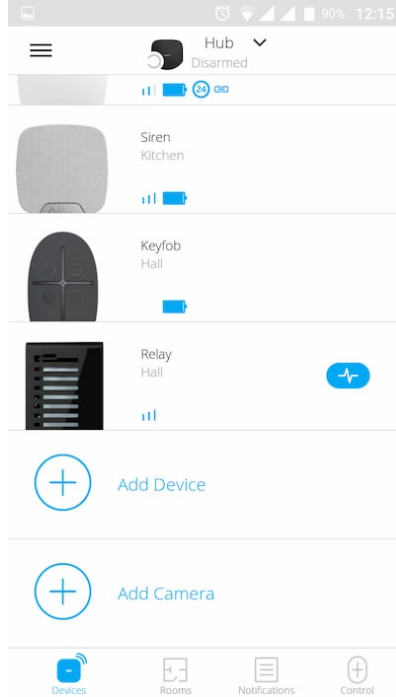 90% 12:15
Hub
Disarmed
24
Siren
Kitchen
AJAX
Keyfob
Hall
Relay
Hall
Add Device
Add Camera
Devices Rooms Notifications Control